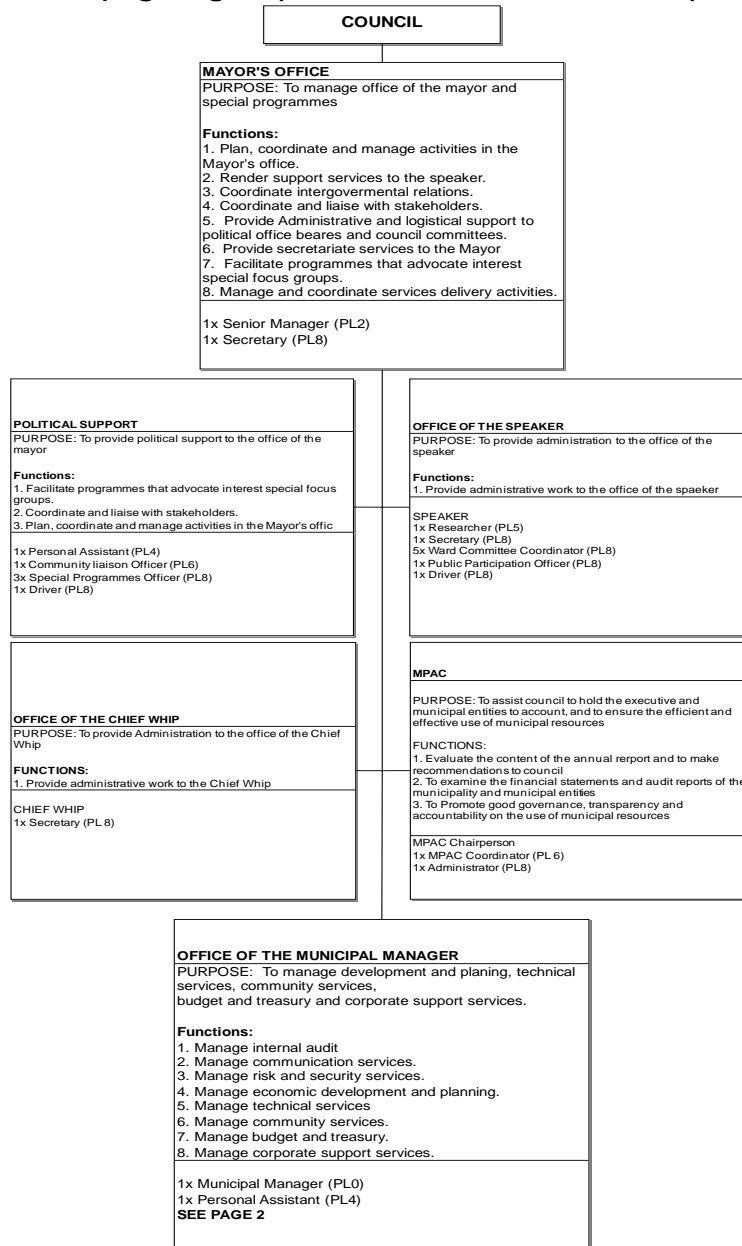 COUNCIL
MAYOR'S OFFICE
PURPOSE: To manage office of the mayor and
special programmes
Functions:
1. Plan, coordinate and manage activities in the
Mayor's office.
2. Render support services to the speaker.
3. Coordinate intergovermental relations.
4. Coordinate and liaise with stakeholders.
5. Provide Administrative and logistical support to
political office beares and council committees.
6. Provide secretariate services to the Mayor
7. Facilitate programmes that advocate interest
special focus groups.
8. Manage and coordinate services delivery activities.
1x Senior Manager (PL2)
1x Secretary (PL8)
POLITICAL SUPPORT
PURPOSE: To provide political support to the office of the
mayor
Functions:
1. Facilitate programmes that advocate interest special focus
groups.
2. Coordinate and liaise with stakeholders.
3. Plan, coordinate and manage activities in the Mayor's offic
1x Personal Assistant (PL4)
1x Community liaison Officer (PL6)
3x Special Programmes Officer (PL8)
1x Driver (PL8)
OFFICE OF THE SPEAKER
PURPOSE: To provide administration to the office of the
speaker
Functions:
1. Provide administrative work to the office of the spaeker
SPEAKER
1x Researcher (PL5)
1x Secretary (PL8)
5x Ward Committee Coordinator (PL8)
1x Public Participation Officer (PL8)
1x Driver (PL8)
OFFICE OF THE CHIEF WHIP
PURPOSE: To provide Administration to the office of the Chief
Whip
FUNCTIONS:
1. Provide administrative work to the Chief Whip
CHIEF WHIP
1x Secretary (PL 8)
MPAC
PURPOSE: To assist council to hold the executive and
municipal entities to account, and to ensure the efficient and
effective use of municipal resources
FUNCTIONS:
1. Evaluate the content of the annual rerport and to make
recommendations to council
2. To examine the financial statements and audit reports of the
municipality and municipal entities
3. To Promote good governance, transparency and
accountability on the use of municipal resources
MPAC Chairperson
1x MPAC Coordinator (PL 6)
1x Administrator (PL8)
OFFICE OF THE MUNICIPAL MANAGER
PURPOSE: To manage development and planing, technical
services, community services,
budget and treasury and corporate support services.
Functions:
1. Manage internal audit
2. Manage communication services.
3. Manage risk and security services.
4. Manage economic development and planning.
5. Manage technical services
6. Manage community services.
7. Manage budget and treasury.
8. Manage corporate support services.
1x Municipal Manager (PL0)
1x Personal Assistant (PL4)
SEE PAGE 2